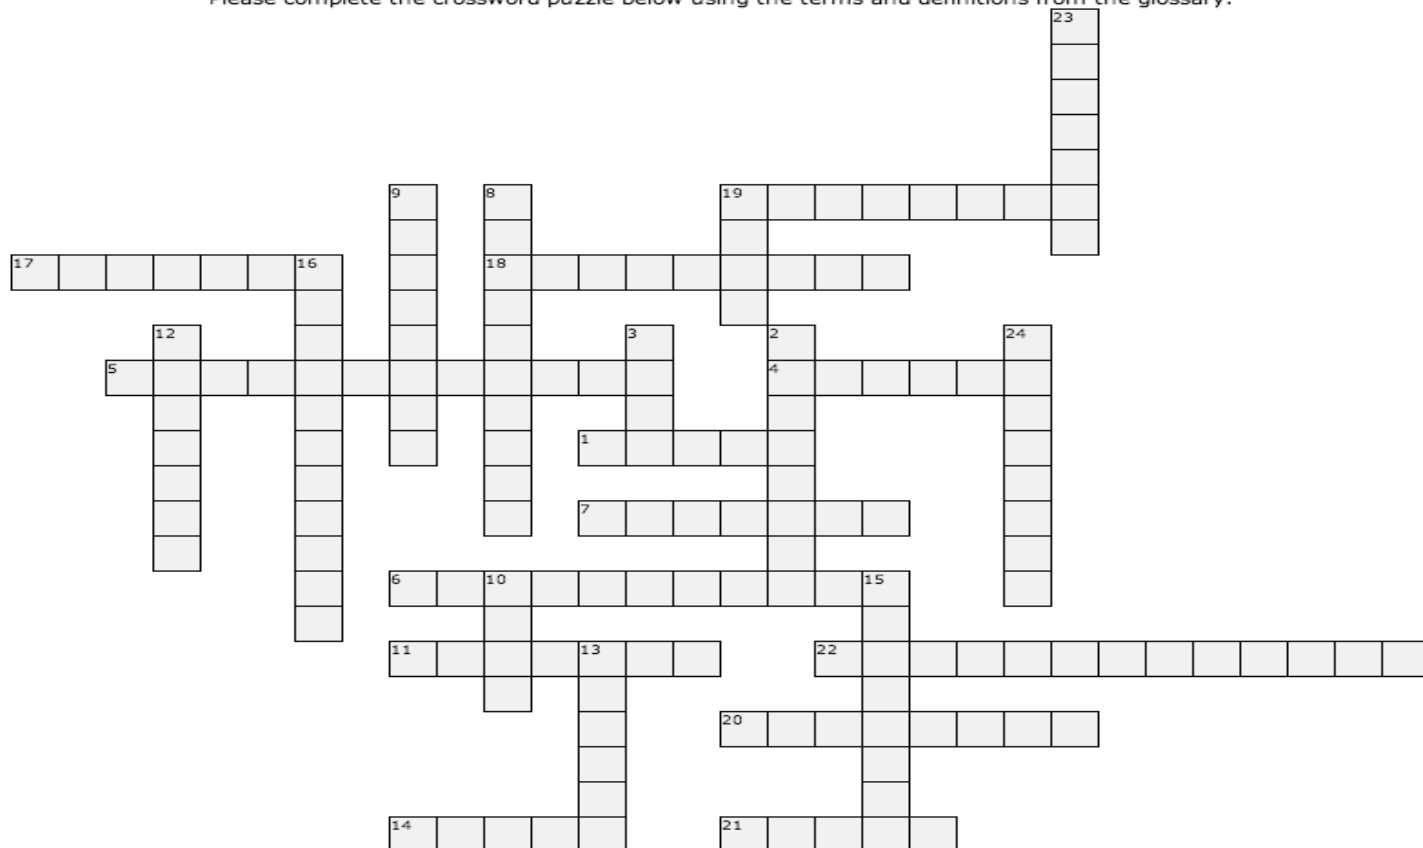 Please complete the crossword puzzle below using the terms and definitions from the glossary.
23
9 8 19
17 16 18
12 3 2 24
5 4
1
7
6 10 15
11 13 22
20
14 21